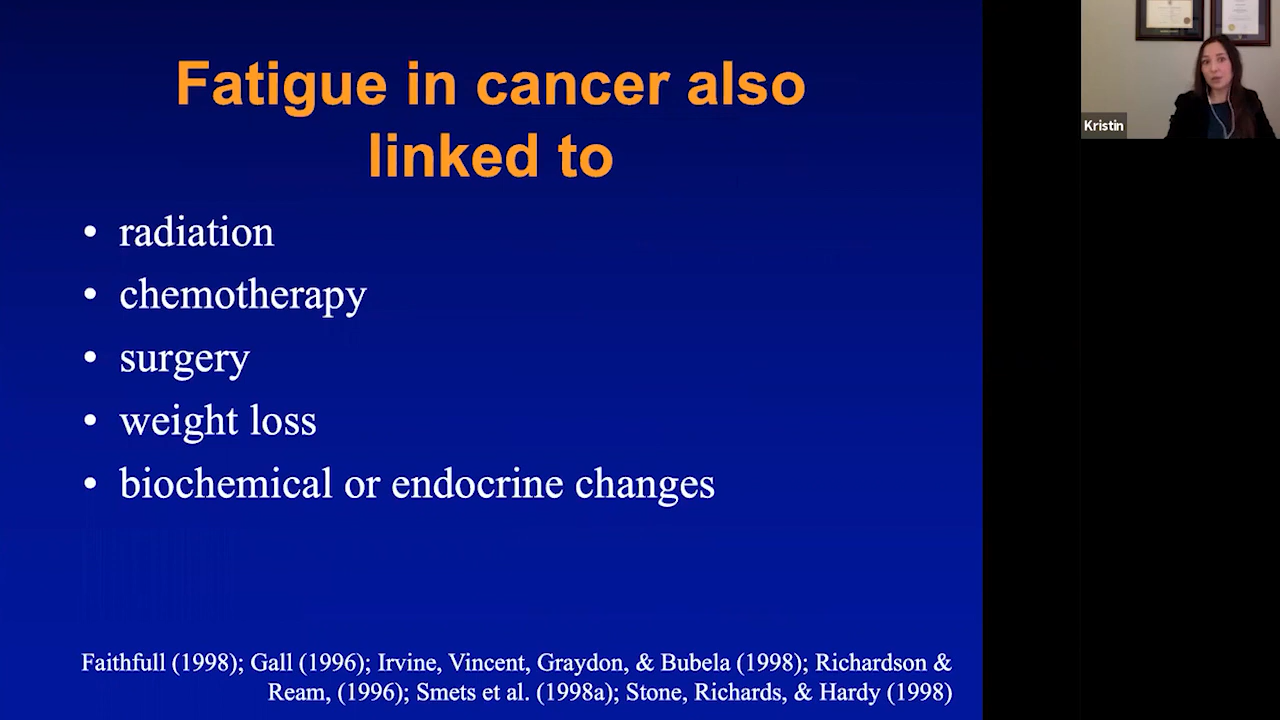 Fatigue in cancer also
linked to
• radiation
• chemotherapy
• surgery
• weight loss
• biochemical or endocrine changes
Faithfull (1998); Gall (1996); Irvine, Vincent, Graydon, & Bubela (1998); Richardson &
Ream, (1996); Smets et al. (1998a); Stone, Richards, & Hardy (1998)
Kristin